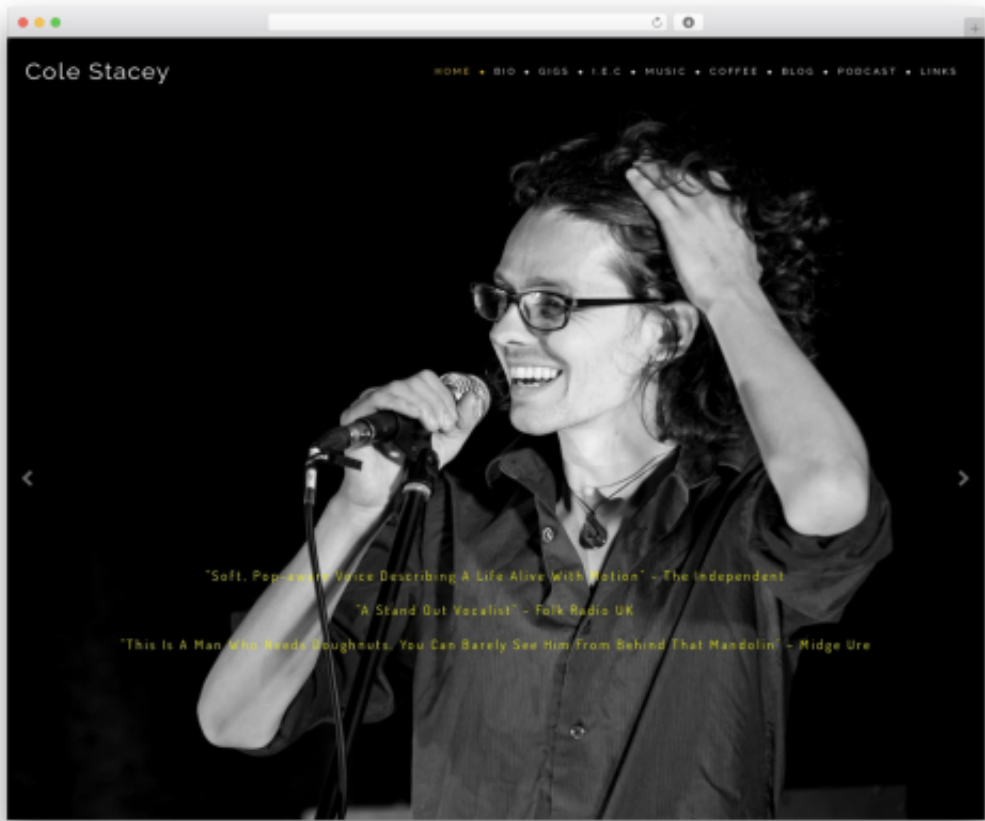 Cole Stacey
HOME • BIO • GIGS • I.E.C • MUSIC • COFFEE • BLOG • PODCAST • LINKS
"Soft, Pop-aware Voice Describing A Life Alive With Motion" - The Independent
"A Stand Out Vocalist" - Folk Radio UK
"This Is A Man Who Needs Doughnuts. You Can Barely See Him From Behind That Mandolin" - Midge Ure